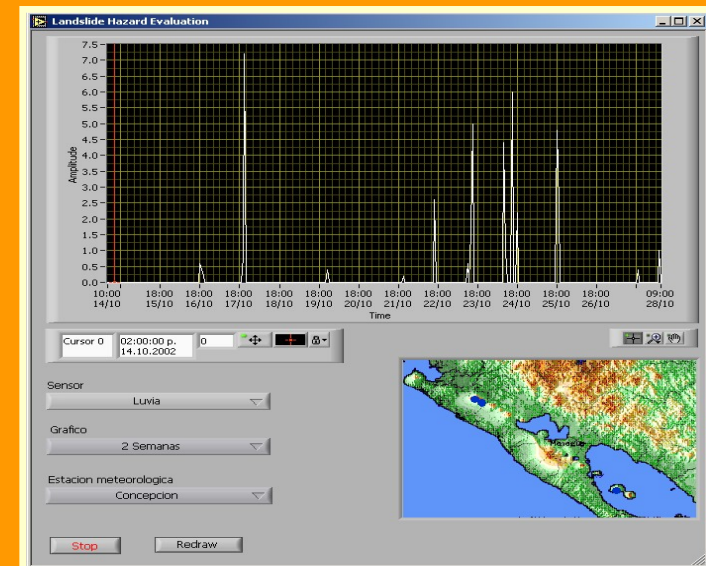 Landslide Hazard Evaluation
7.5
7.0
6.5
6.0
5.5
5.0
4.5
4.0
3.5
3.0
2.5
2.0
1.5
1.0
0.5
0.0
Amplitude
10:00 18:00 18:00 18:00 18:00 18:00 18:00 18:00 18:00 18:00 18:00 18:00 18:00 09:00
14/10 15/10 16/10 17/10 18/10 19/10 20/10 21/10 22/10 23/10 24/10 25/10 26/10 28/10
Time
Cursor 0 02:00:00 p. 0
14.10.2002
Sensor
Luvia
Grafico
2 Semanas
Estacion meteorologica
Concepcion
Stop Redraw